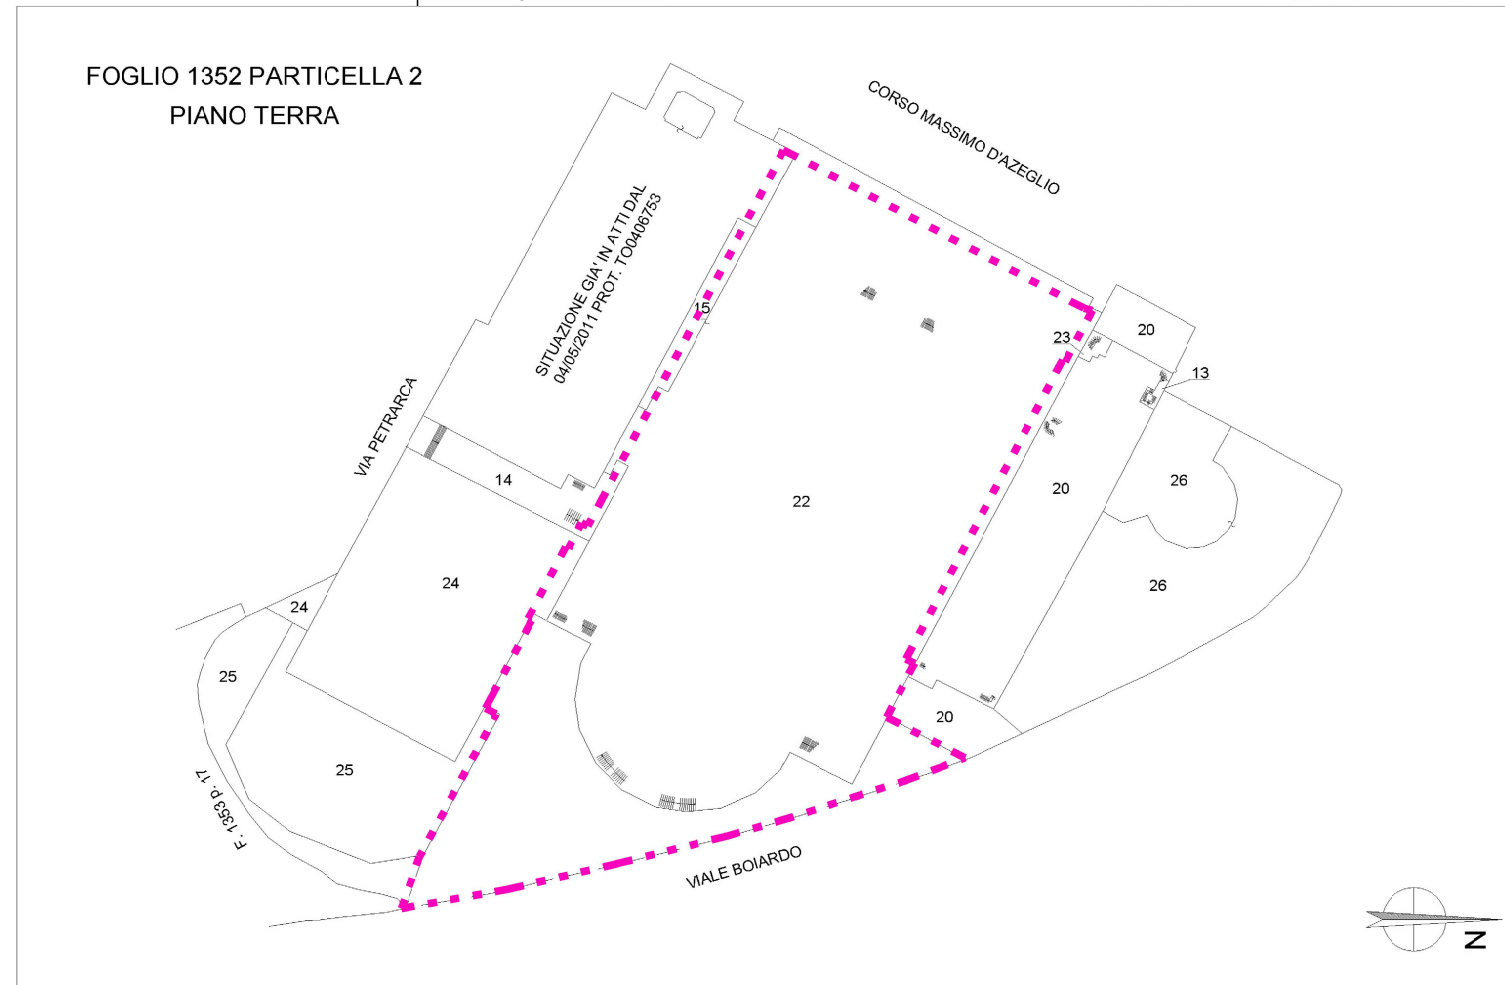 FOGLIO 1352 PARTICELLA 2
PIANO TERRA
CORSO MASSIMO D'AZEGLIO
SITUAZIONE GIA' IN ATTI DAL
04/05/2011 PROT. TO0406753
VIA PETRARCA
15
20
23
13
14
22
20
26
26
24
24
25
25
20
F. 1353 p. 17
VIALE BOIARDO
N